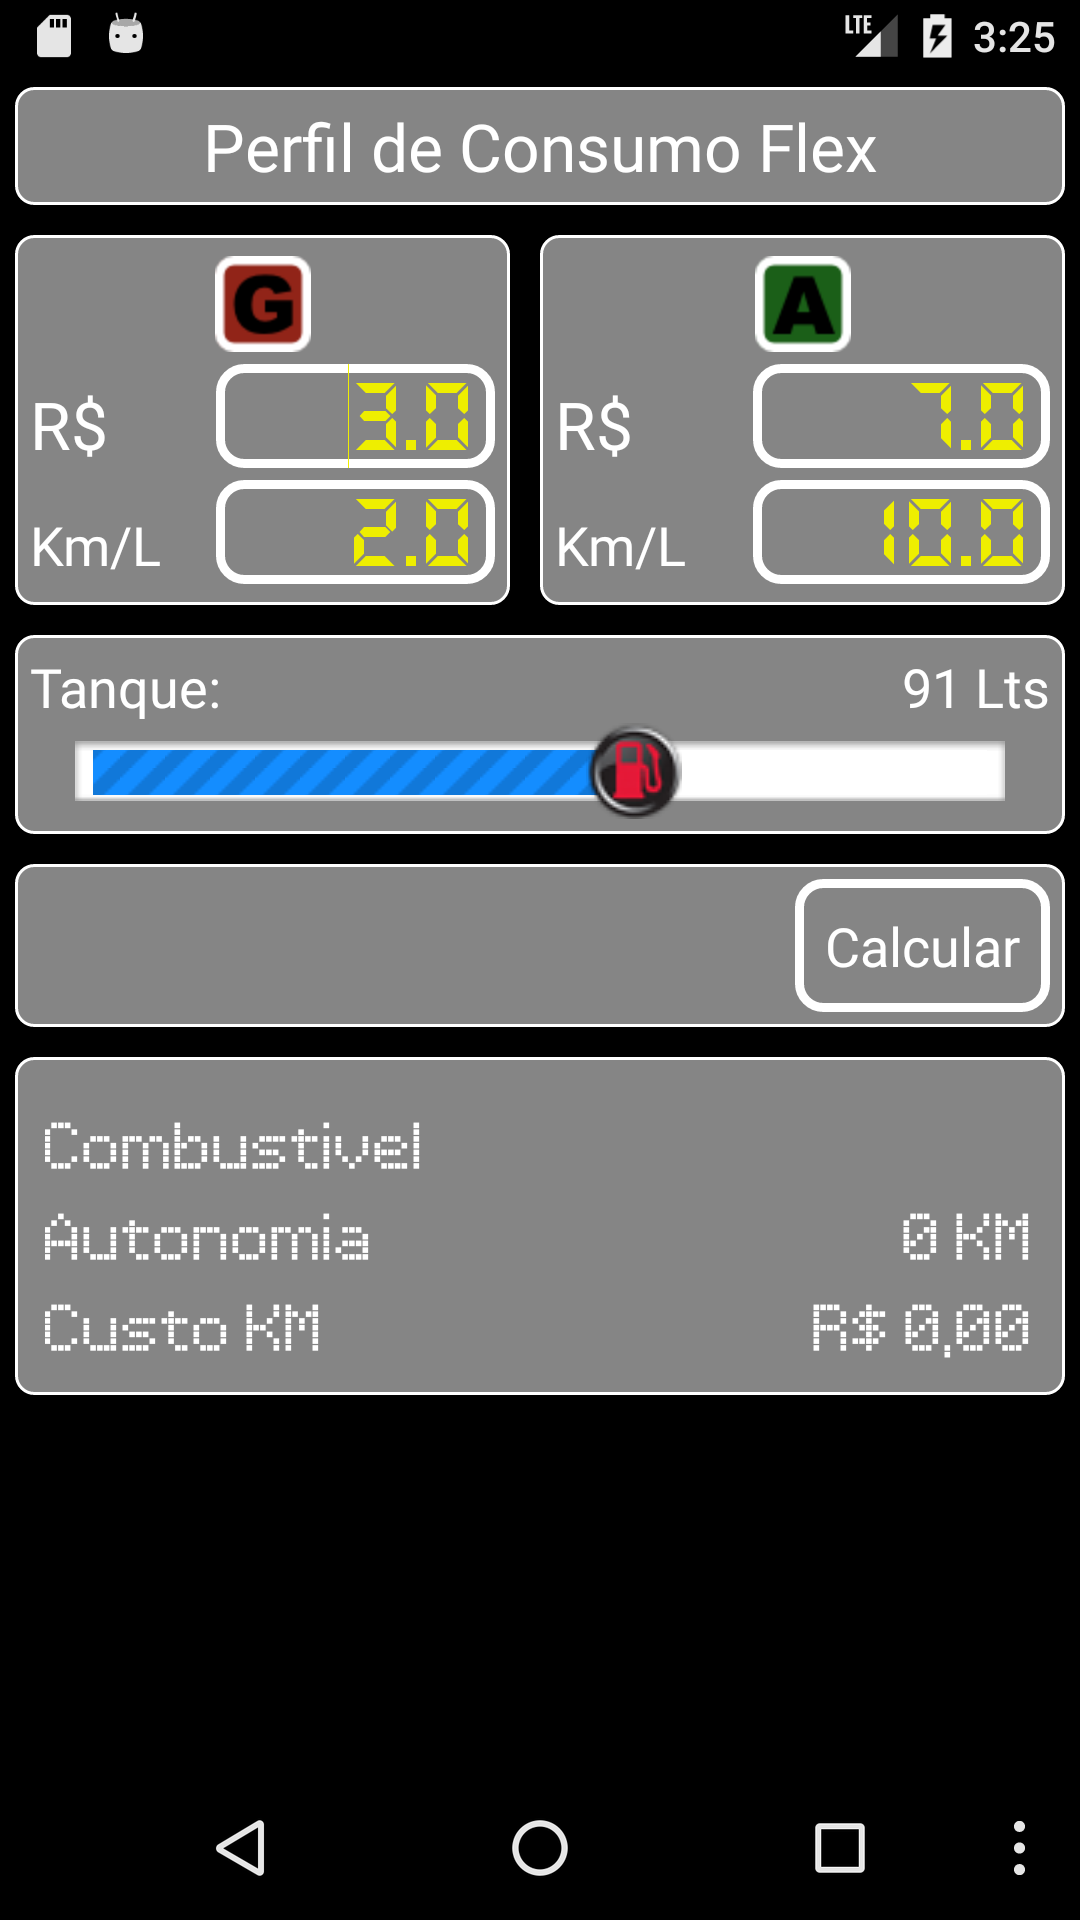 LTE 3:25
Perfil de Consumo Flex
G A
R$ 3.0 R$ 7.0
Km/L 2.0 Km/L 10.0
Tanque: 91 Lts
Calcular
Combustivel
Autonomia 0 KM
Custo KM R$ 0,00